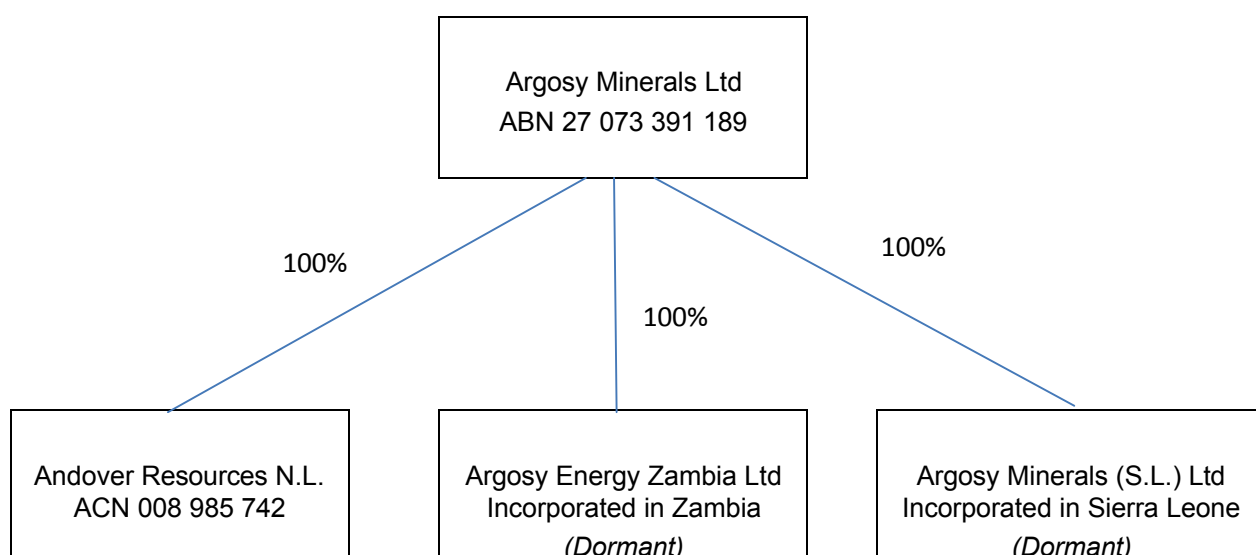 Argosy Minerals Ltd
ABN 27 073 391 189
100%
100%
100%
Andover Resources N.L.
ACN 008 985 742
Argosy Energy Zambia Ltd
Incorporated in Zambia
(Dormant)
Argosy Minerals (S.L.) Ltd
Incorporated in Sierra Leone
(Dormant)